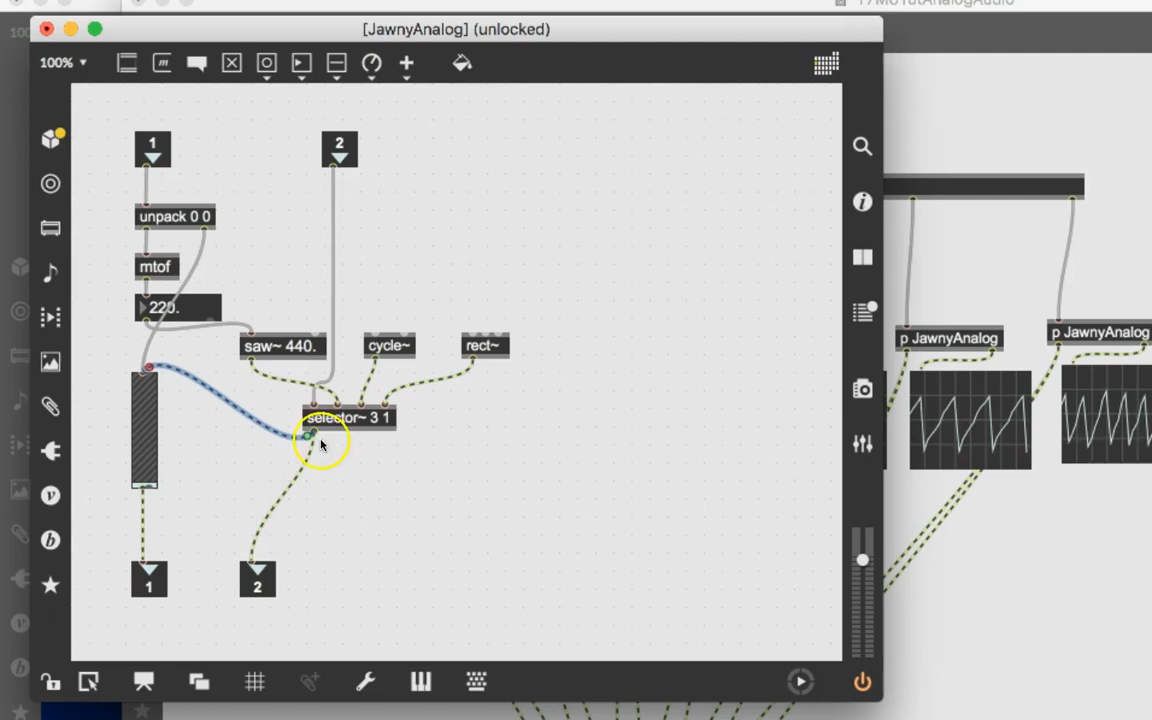 17MOTutAnalogAudio
[JawnyAnalog] (unlocked)
100%
m
1
2
unpack 0 0
mtof
220.
saw~ 440.
cycle~
rect~
selector~ 3 1
p JawnyAnalog
p JawnyAnalog
1
2
v
b